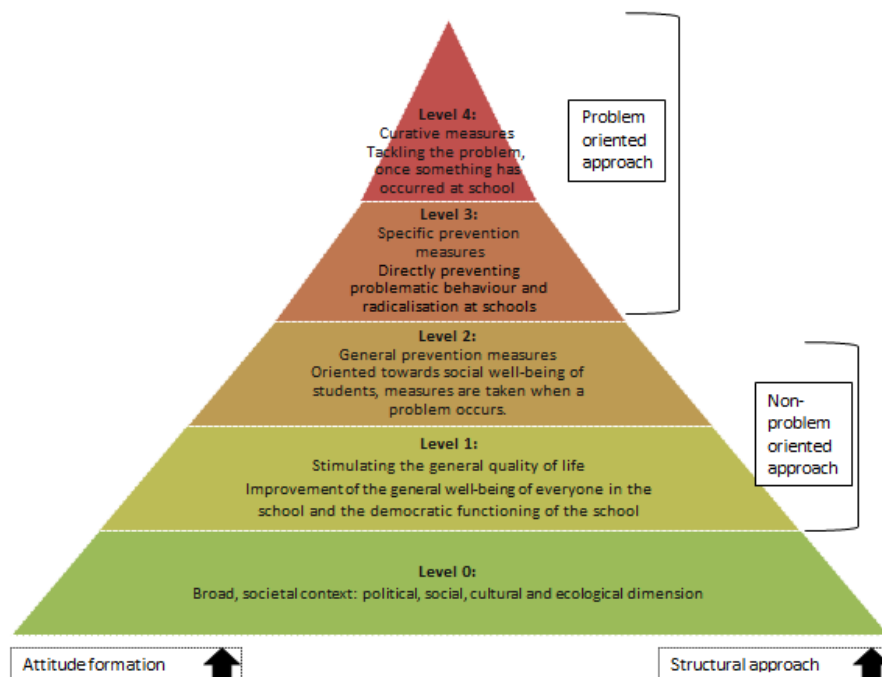 Level 4:
Curative measures
Tackling the problem,
once something has
occurred at school
Problem
oriented
approach
Level 3:
Specific prevention
measures
Directly preventing
problematic behaviour and
radicalisation at schools
Level 2:
General prevention measures
Oriented towards social well-being of
students, measures are taken when a
problem occurs.
Non-
problem
oriented
approach
Level 1:
Stimulating the general quality of life
Improvement of the general well-being of everyone in the
school and the democratic functioning of the school
Level 0:
Broad, societal context: political, social, cultural and ecological dimension
Attitude formation
Structural approach